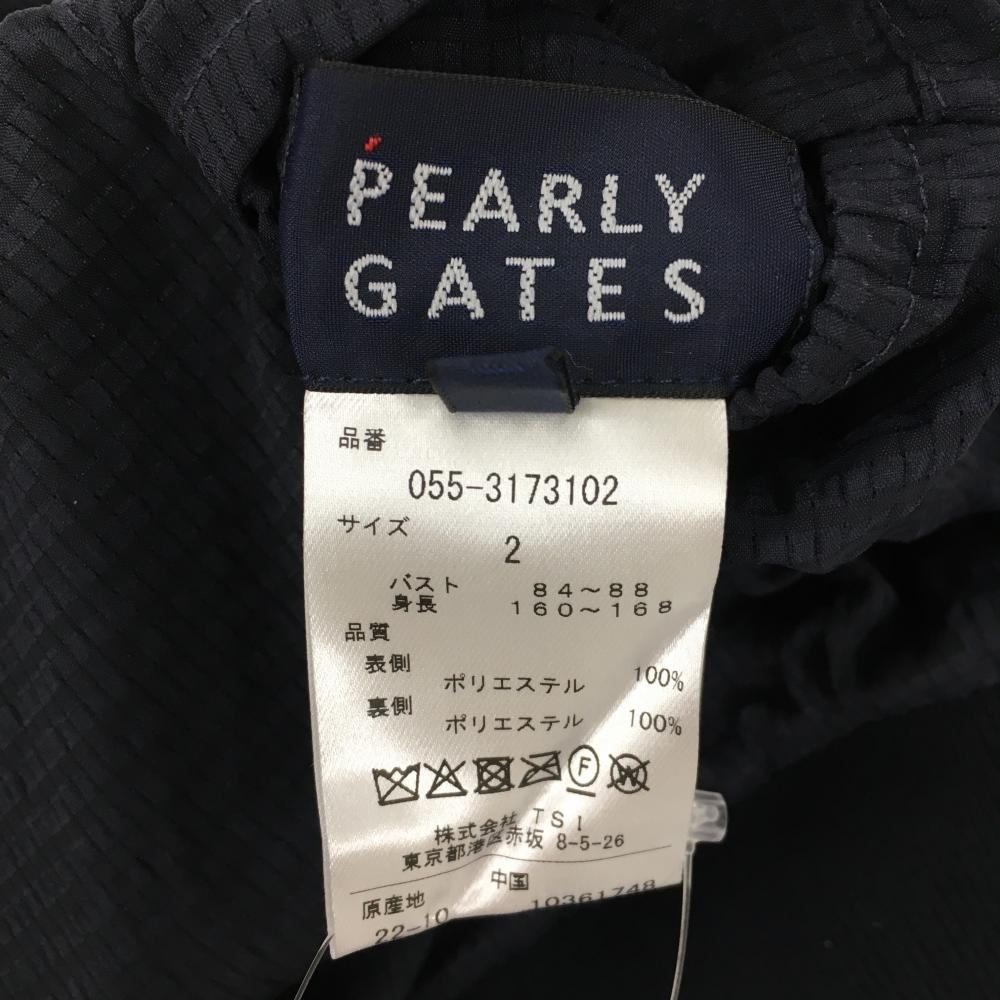 PEARLY
GATES
品番
055-3173102
サイズ
2
バスト 84～88
身長 160～168
品質
表側
ポリエステル 100%
裏側
ポリエステル 100%
F W
株式会社 TSI
東京都港区赤坂 8-5-26
中国
原産地
22-10 10361748